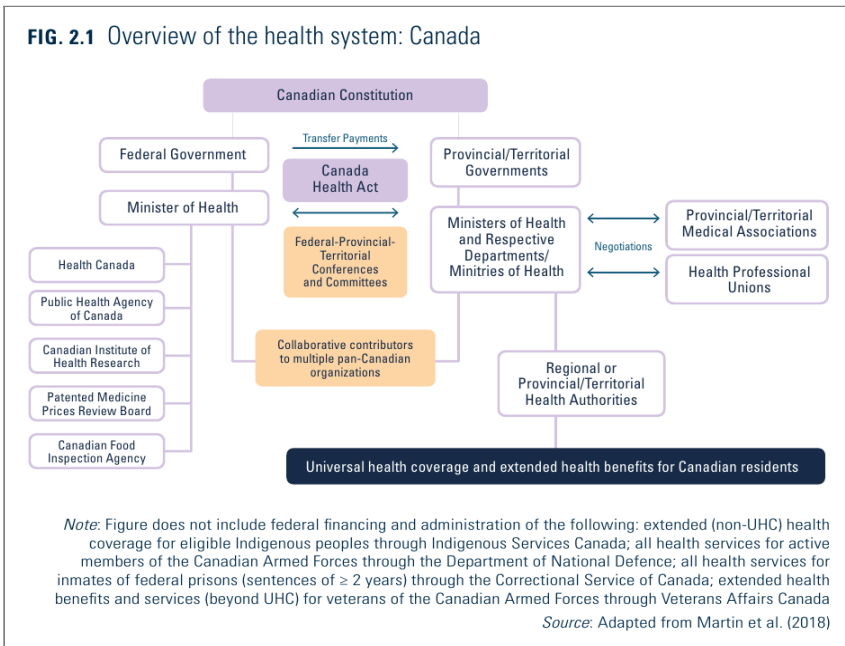 FIG. 2.1 Overview of the health system: Canada
Canadian Constitution
Federal Government
Transfer Payments
Canada
Health Act
Provincial/Territorial
Governments
Minister of Health
Federal-Provincial-
Territorial
Conferences
and Committees
Ministers of Health
and Respective
Departments/
Minitries of Health
Negotiations
Provincial/Territorial
Medical Associations
Health Professional
Unions
Health Canada
Public Health Agency
of Canada
Canadian Institute of
Health Research
Patented Medicine
Prices Review Board
Canadian Food
Inspection Agency
Collaborative contributors
to multiple pan-Canadian
organizations
Regional or
Provincial/Territorial
Health Authorities
Universal health coverage and extended health benefits for Canadian residents
Note: Figure does not include federal financing and administration of the following: extended (non-UHC) health
coverage for eligible Indigenous peoples through Indigenous Services Canada; all health services for active
members of the Canadian Armed Forces through the Department of National Defence; all health services for
inmates of federal prisons (sentences of ≥ 2 years) through the Correctional Service of Canada; extended health
benefits and services (beyond UHC) for veterans of the Canadian Armed Forces through Veterans Affairs Canada
Source: Adapted from Martin et al. (2018)